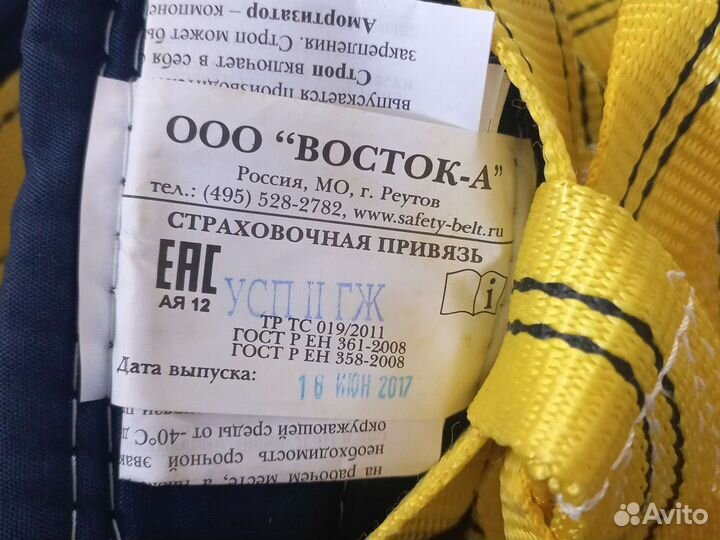 Амортизатор – компоне
закрепления. Строп может бы
Строп включает в себя
выпускается производит
ООО “ВОСТОК-А”
Россия, МО, г. Реутов
тел.: (495) 528-2782, www.safety-belt.ru
СТРАХОВОЧНАЯ ПРИВЯЗЬ
ЕАС
АЯ 12
УСП II ГЖ
i
ТР ТС 019/2011
ГОСТ Р ЕН 361-2008
ГОСТ Р ЕН 358-2008
Дата выпуска:
18 ИЮН 2017
окружающей среды от -40°С д
необходимость срочной эвак
на рабочем месте, а
Avito